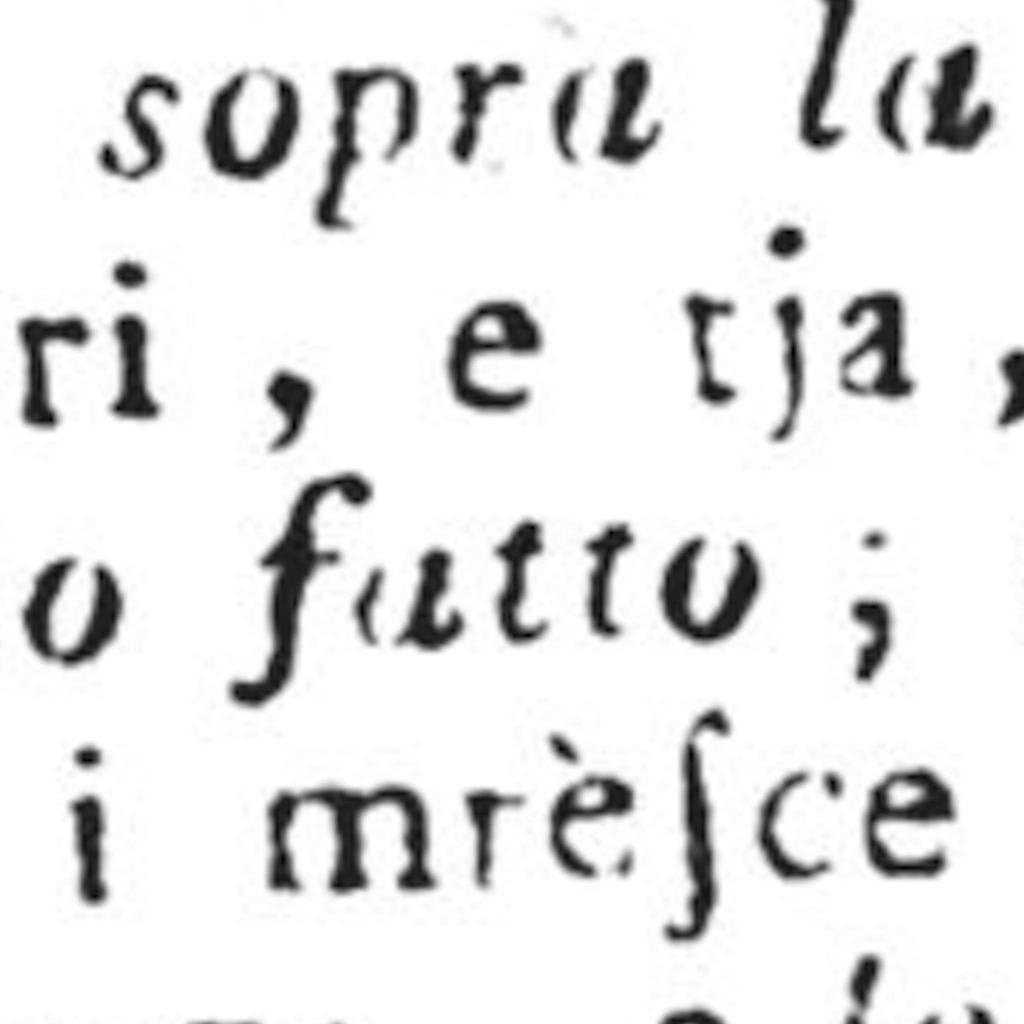 sopra la
ri, e tja,
o fatto;
i mrèſce